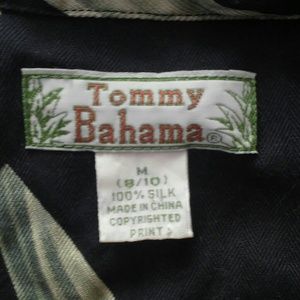 Tommy
Bahama®
M
(8/10)
100% SILK
MADE IN CHINA
COPYRIGHTED
PRINT